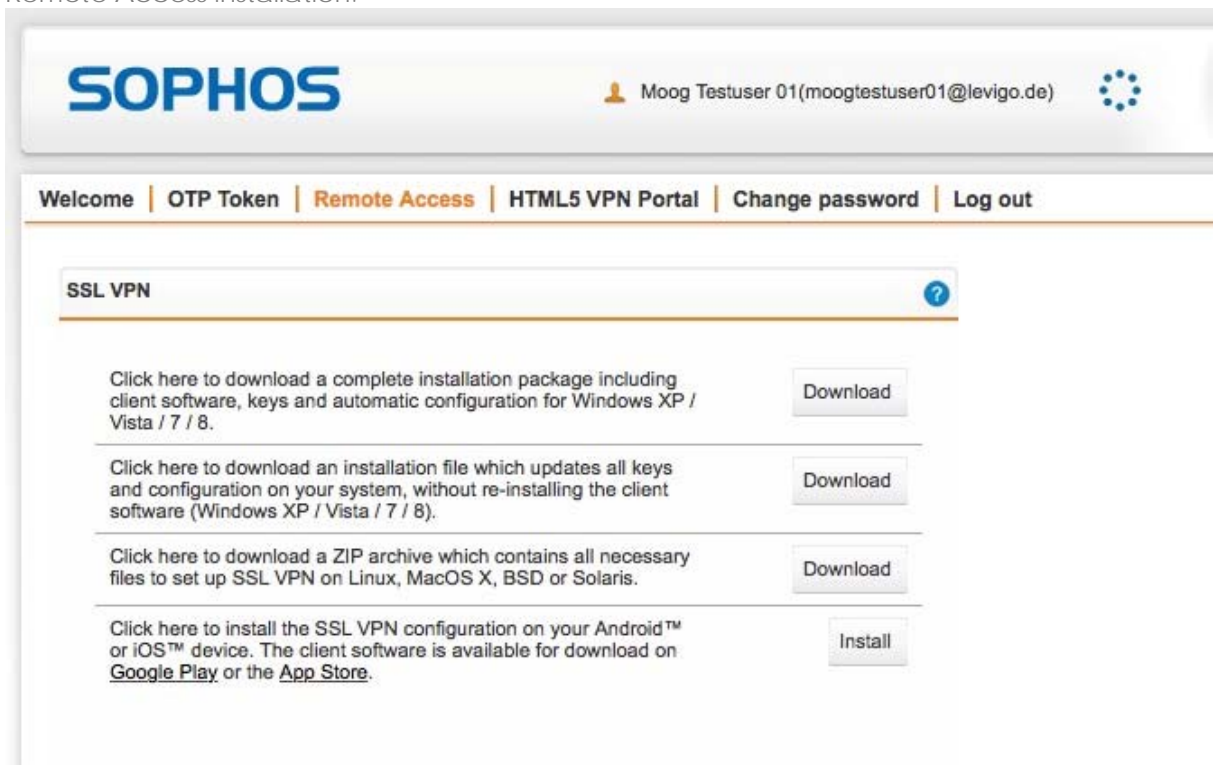 Remote Access Installation:
SOPHOS
Moog Testuser 01(moogtestuser01@levigo.de)
Welcome | OTP Token | Remote Access | HTML5 VPN Portal | Change password | Log out
SSL VPN
?
Click here to download a complete installation package including
client software, keys and automatic configuration for Windows XP /
Vista / 7 / 8.
Download
Click here to download an installation file which updates all keys
and configuration on your system, without re-installing the client
software (Windows XP / Vista / 7 / 8).
Download
Click here to download a ZIP archive which contains all necessary
files to set up SSL VPN on Linux, MacOS X, BSD or Solaris.
Download
Click here to install the SSL VPN configuration on your Android™
or iOS™ device. The client software is available for download on
Google Play or the App Store.
Install